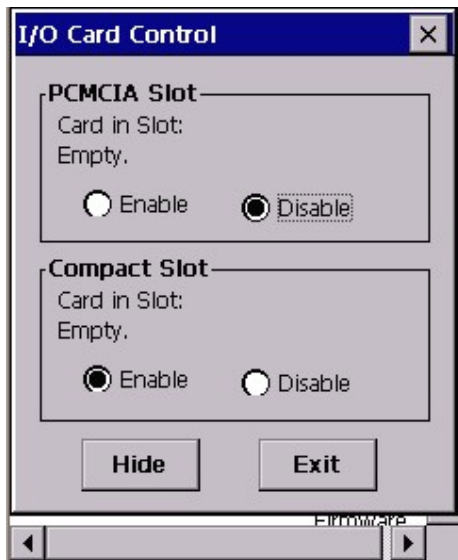 I/O Card Control
PCMCIA Slot
Card in Slot:
Empty.
Enable Disable
Compact Slot
Card in Slot:
Empty.
Enable Disable
Hide Exit
Firmware